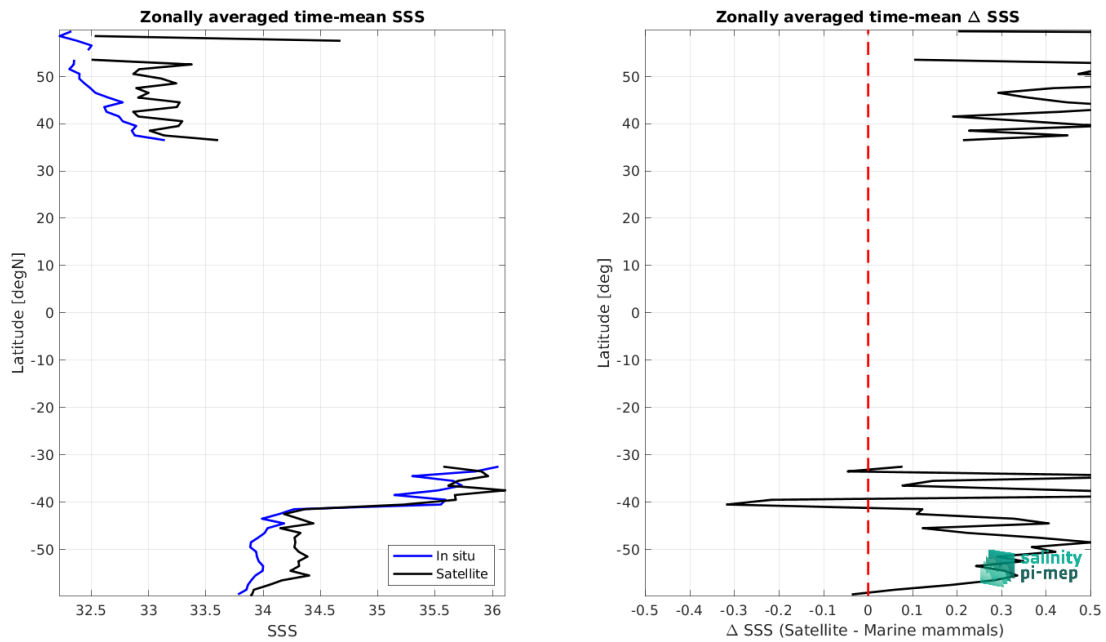 Zonally averaged time-mean SSS
50
40
30
20
10
0
-10
-20
-30
-40
-50
Latitude [degN]
32.5 33 33.5 34 34.5 35 35.5 36
SSS
In situ
Satellite
Zonally averaged time-mean Δ SSS
50
40
30
20
10
0
-10
-20
-30
-40
-50
Latitude [deg]
-0.5 -0.4 -0.3 -0.2 -0.1 0 0.1 0.2 0.3 0.4 0.5
Δ SSS (Satellite - Marine mammals)
salinity
pi-mep